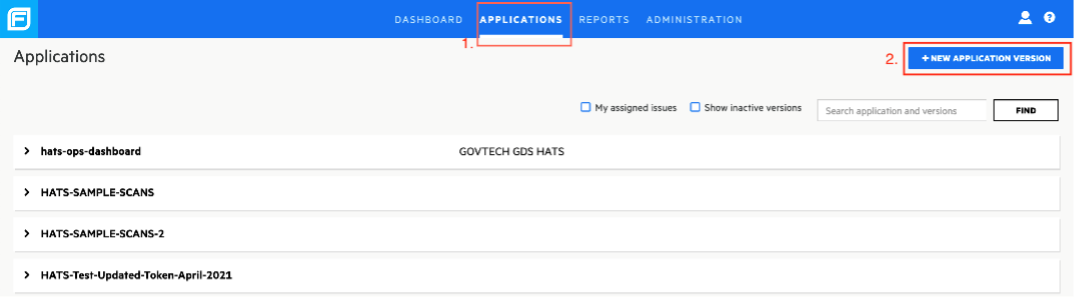 F
DASHBOARD APPLICATIONS REPORTS ADMINISTRATION ?
1.
Applications
2. + NEW APPLICATION VERSION
My assigned issues Show inactive versions Search application and versions FIND
> hats-ops-dashboard GOVTECH GDS HATS
> HATS-SAMPLE-SCANS
> HATS-SAMPLE-SCANS-2
> HATS-Test-Updated-Token-April-2021